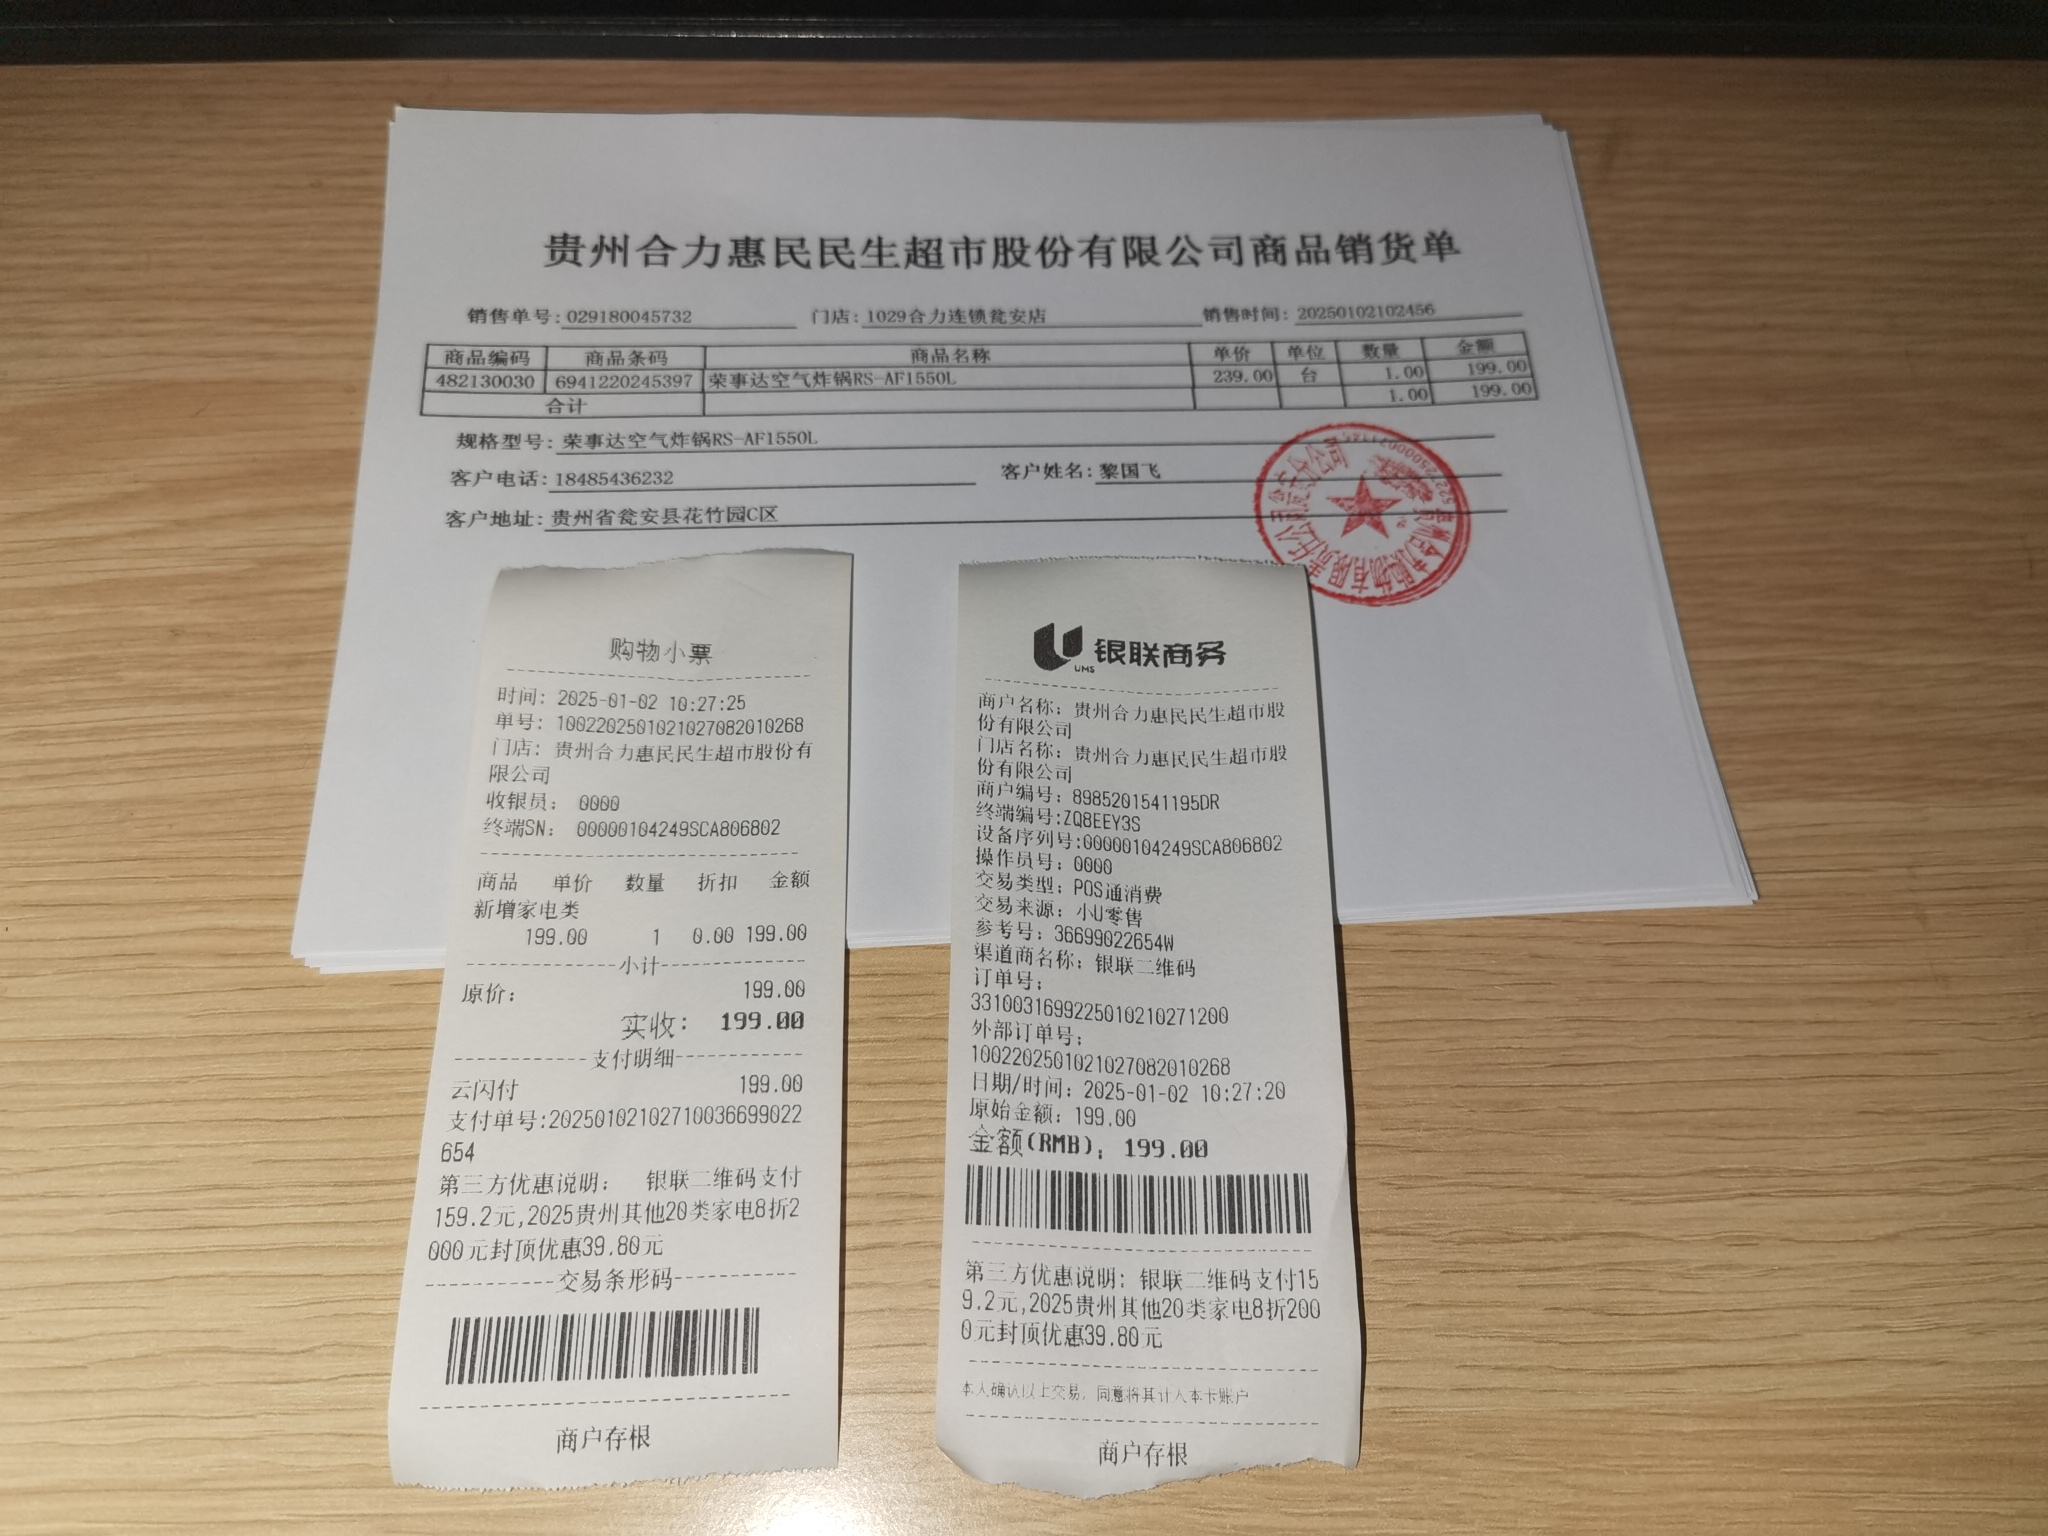 贵州合力惠民民生超市股份有限公司商品销货单
销售单号:029180045732 门店:1029合力连锁瓮安店 销售时间:20250102102456
商品编码 商品条码 商品名称 单价 单位 数量 金额
482130030 6941220245397 荣事达空气炸锅RS-AF1550L 239.00 台 1.00 199.00
合计 1.00 199.00
规格型号:荣事达空气炸锅RS-AF1550L
客户电话:18485436232 客户姓名:黎国飞
客户地址:贵州省瓮安县花竹园C区
购物小票
时间: 2025-01-02 10:27:25
单号: 1002202501021027082010268
门店: 贵州合力惠民民生超市股份有
限公司
收银员: 0000
终端SN: 00000104249SCA806802
商品 单价 数量 折扣 金额
新增家电类
199.00 1 0.00 199.00
小计
原价: 199.00
实收: 199.00
支付明细
云闪付 199.00
支付单号:202501021027100366990 22
654
第三方优惠说明: 银联二维码支付
159.2元,2025贵州其他20类家电8折2
000元封顶优惠39.80元
交易条形码
商户存根
银联商务
UMS
商户名称: 贵州合力惠民民生超市股
份有限公司
门店名称: 贵州合力惠民民生超市股
份有限公司
商户编号: 8985201541195DR
终端编号:ZQ8EEY3S
设备序列号:00000104249SCA806802
操作员号: 0000
交易类型: POS通消费
交易来源: 小U零售
参考号: 36699022654W
渠道商名称: 银联二维码
订单号:
33100316992250102102712 00
外部订单号:
1002202501021027082010268
日期/时间: 2025-01-02 10:27:20
原始金额: 199.00
金额(RMB): 199.00
第三方优惠说明: 银联二维码支付15
9.2元,2025贵州其他20类家电8折200
0元封顶优惠39.80元
本人确认以上交易, 同意将其计入本卡账户
商户存根